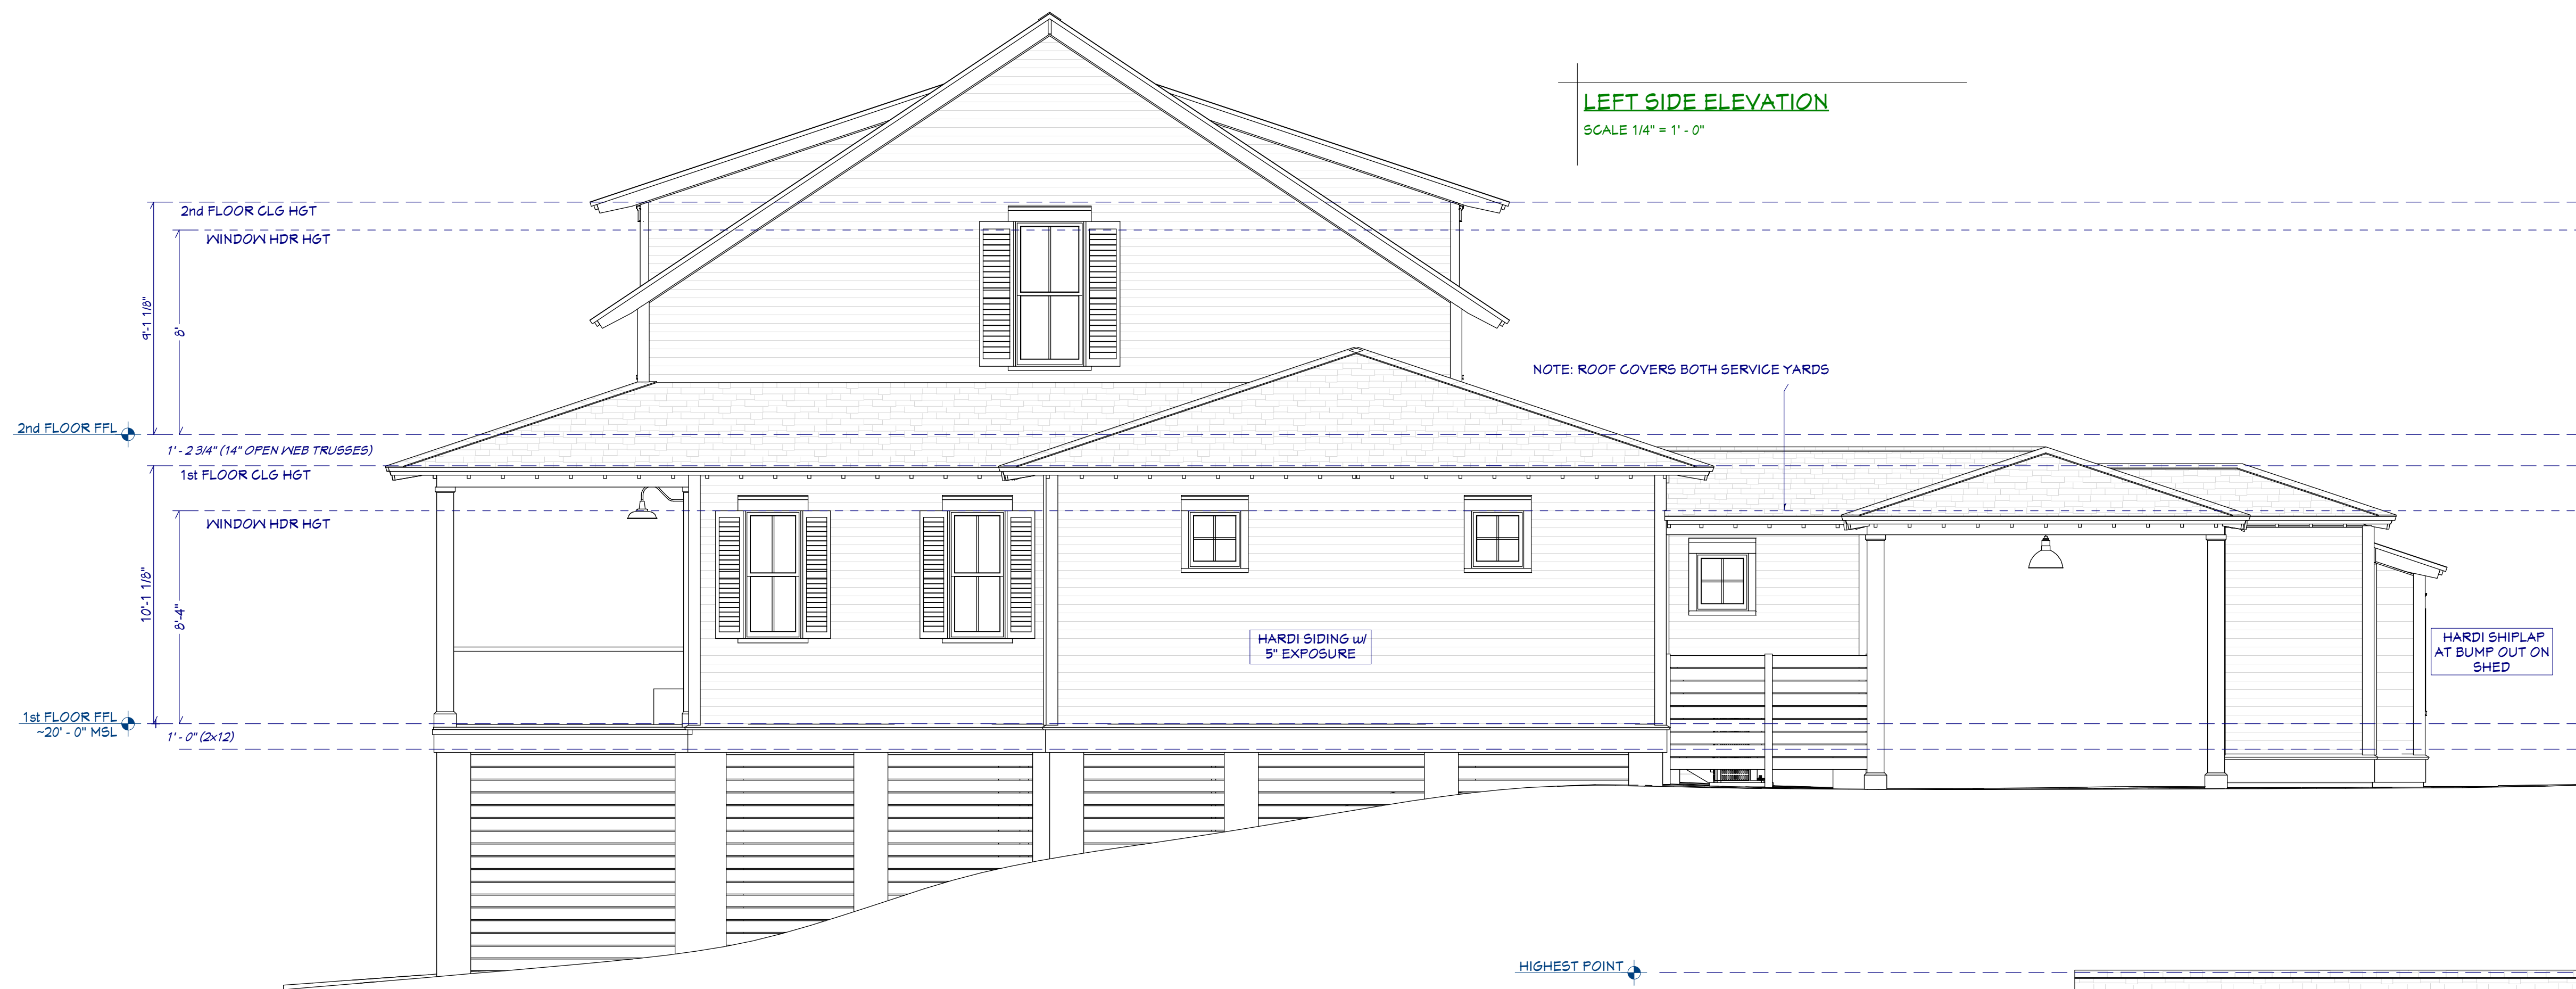 LEFT SIDE ELEVATION
SCALE 1/4" = 1' - 0"
2nd FLOOR CLG HGT
WINDOW HDR HGT
9'-1 1/8"
8'
NOTE: ROOF COVERS BOTH SERVICE YARDS
2nd FLOOR FFL
1' - 2 3/4" (14" OPEN WEB TRUSSES)
1st FLOOR CLG HGT
WINDOW HDR HGT
10'-1 1/8"
8'-4"
HARDI SIDING w/
5" EXPOSURE
HARDI SHIPLAP
AT BUMP OUT ON
SHED
1st FLOOR FFL
~20' - 0" MSL
1' - 0" (2x12)
HIGHEST POINT